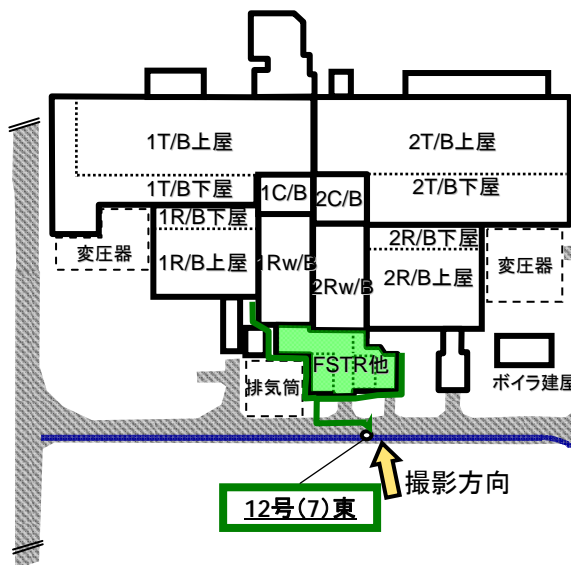 1T/B上屋
2T/B上屋
1T/B下屋
2T/B下屋
1C/B
2C/B
1R/B下屋
2R/B下屋
変圧器
1R/B上屋
1Rw/B
2Rw/B
2R/B上屋
変圧器
FSTR他
排気筒
ボイラ建屋
撮影方向
12号(7)東